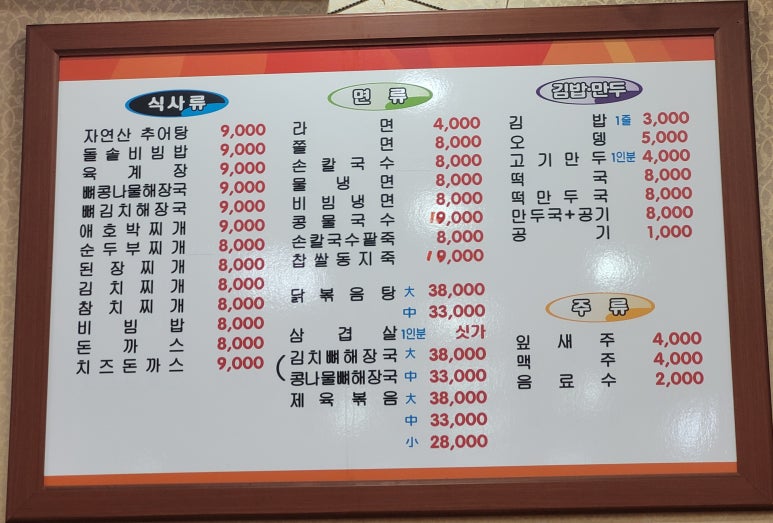 식사류
자연산 추어탕 9,000
돌솥비빔밥 9,000
육계장 9,000
뼈콩나물해장국 9,000
뼈김치해장국 9,000
애호박찌개 9,000
순두부찌개 8,000
된장찌개 8,000
김치찌개 8,000
참치찌개 8,000
비빔밥 8,000
돈까스 8,000
치즈돈까스 9,000
면류
라면 4,000
쫄면 8,000
손칼국수 8,000
물냉면 8,000
비빔냉면 8,000
콩물국수 9,000
손칼국수팥죽 8,000
찹쌀동지죽 9,000
닭볶음탕 大 38,000
中 33,000
삼겹살 1인분 싯가
김치뼈해장국 大 38,000
콩나물뼈해장국 中 33,000
제육볶음 大 38,000
中 33,000
小 28,000
김밥·만두
김밥 1줄 3,000
오뎅 5,000
고기만두 1인분 4,000
떡국 8,000
떡만두국 8,000
만두국+공기 8,000
공기 1,000
주류
잎새주 4,000
맥주 4,000
음료수 2,000